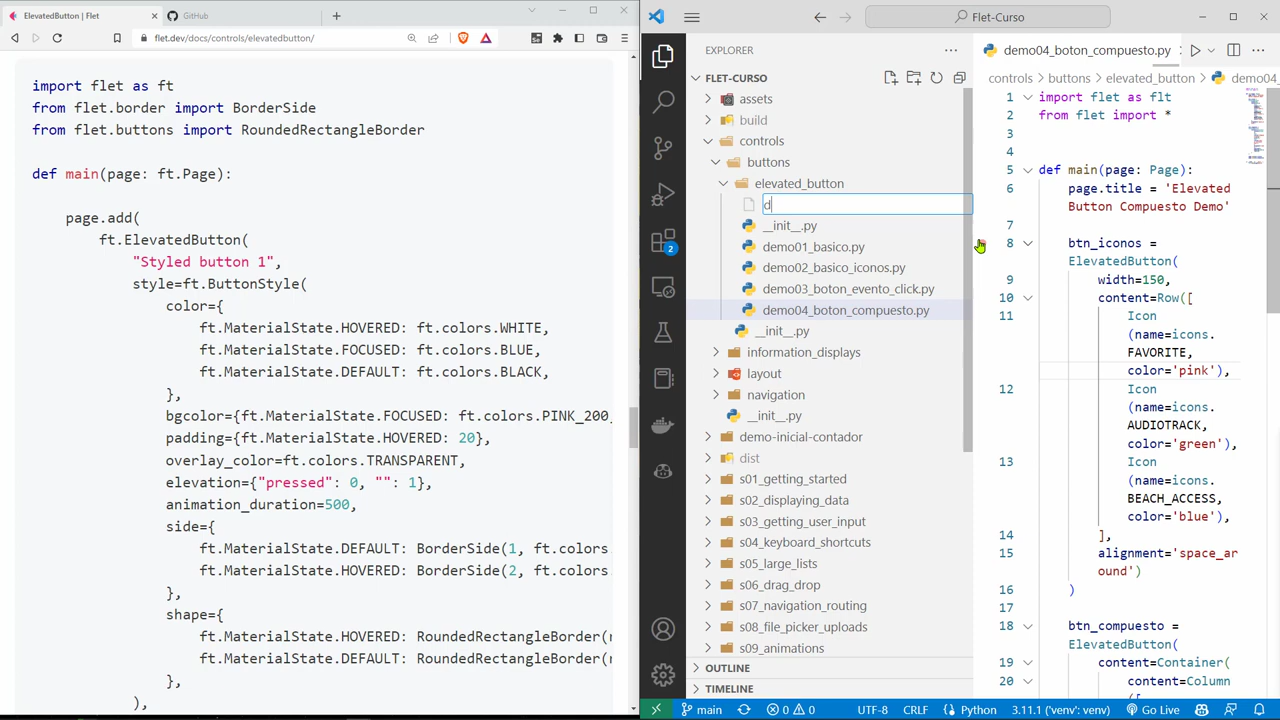 ElevatedButton | Flet
GitHub
flet.dev/docs/controls/elevatedbutton/
import flet as ft
from flet.border import BorderSide
from flet.buttons import RoundedRectangleBorder
def main(page: ft.Page):
page.add(
ft.ElevatedButton(
"Styled button 1",
style=ft.ButtonStyle(
color={
ft.MaterialState.HOVERED: ft.colors.WHITE,
ft.MaterialState.FOCUSED: ft.colors.BLUE,
ft.MaterialState.DEFAULT: ft.colors.BLACK,
},
bgcolor={ft.MaterialState.FOCUSED: ft.colors.PINK_200,
padding={ft.MaterialState.HOVERED: 20},
overlay_color=ft.colors.TRANSPARENT,
elevation={"pressed": 0, "": 1},
animation_duration=500,
side={
ft.MaterialState.DEFAULT: BorderSide(1, ft.colors.
ft.MaterialState.HOVERED: BorderSide(2, ft.colors.
},
shape={
ft.MaterialState.HOVERED: RoundedRectangleBorder(r
ft.MaterialState.DEFAULT: RoundedRectangleBorder(r
},
),
Flet-Curso
EXPLORER
FLET-CURSO
assets
build
controls
buttons
elevated_button
d
__init__.py
demo01_basico.py
demo02_basico_iconos.py
demo03_boton_evento_click.py
demo04_boton_compuesto.py
__init__.py
information_displays
layout
navigation
__init__.py
demo-inicial-contador
dist
s01_getting_started
s02_displaying_data
s03_getting_user_input
s04_keyboard_shortcuts
s05_large_lists
s06_drag_drop
s07_navigation_routing
s08_file_picker_uploads
s09_animations
OUTLINE
TIMELINE
2
demo04_boton_compuesto.py
controls > buttons > elevated_button > demo04_
1 import flet as flt
2 from flet import *
3
4
5 def main(page: Page):
6 page.title = 'Elevated
Button Compuesto Demo'
7
8 btn_iconos =
ElevatedButton(
9 width=150,
10 content=Row([
11 Icon
(name=icons.
FAVORITE,
color='pink'),
12 Icon
(name=icons.
AUDIOTRACK,
color='green'),
13 Icon
(name=icons.
BEACH_ACCESS,
color='blue'),
14 ],
15 alignment='space_ar
ound')
16 )
17
18 btn_compuesto =
ElevatedButton(
19 content=Container(
20 content=Column
([
main
0 0
UTF-8 CRLF Python 3.11.1 ('venv': venv) Go Live